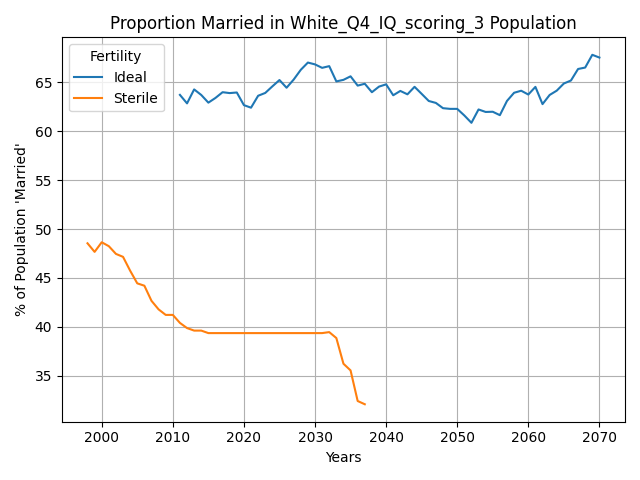 Proportion Married in White_Q4_IQ_scoring_3 Population
Fertility
Ideal
Sterile
% of Population 'Married'
65
60
55
50
45
40
35
2000 2010 2020 2030 2040 2050 2060 2070
Years